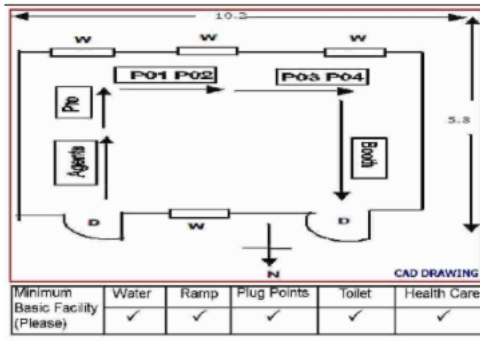 10.2
W
W
W
P01 P02
P03 P04
Pro
5.8
Agents
Booth
D
W
D
N
CAD DRAWING
Minimum Basic Facility (Please)
Water
Ramp
Plug Points
Toilet
Health Care
✓
✓
✓
✓
✓